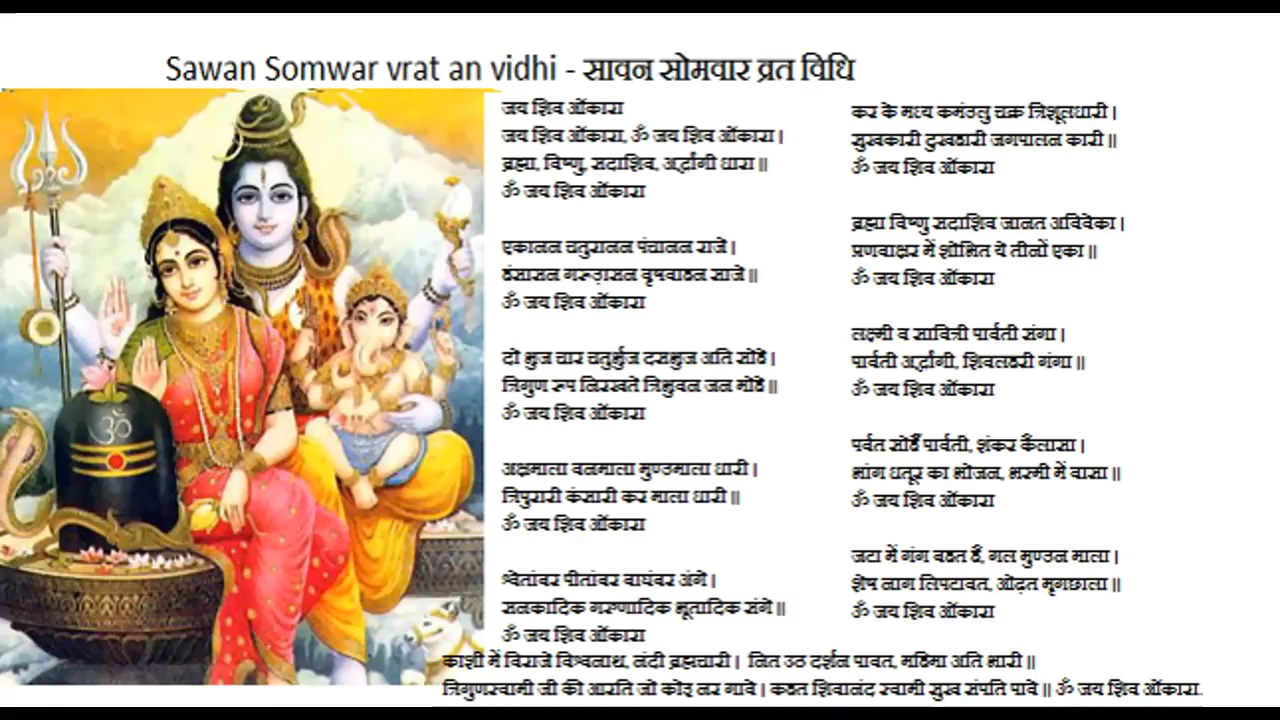 Sawan Somwar vrat an vidhi - सावन सोमवार व्रत विधि
जय शिव ओंकारा
जय शिव ओंकारा, ॐ जय शिव ओंकारा ।
ब्रह्मा, विष्णु, सदाशिव, अर्द्धांगी धारा ॥
ॐ जय शिव ओंकारा
एकानन चतुरानन पंचानन राजे ।
हंसासन गरूड़ासन वृषवाहन साजे ॥
ॐ जय शिव ओंकारा
दो भुज चार चतुर्भुज दसभुज अति सोहे ।
त्रिगुण रूप निरखते त्रिभुवन जन मोहे ॥
ॐ जय शिव ओंकारा
अक्षमाला वनमाला मुण्डमाला धारी ।
त्रिपुरारी कंसारी कर माला धारी ॥
ॐ जय शिव ओंकारा
श्वेतांबर पीतांबर बाघंबर अंगे ।
सनकादिक गरुणादिक भूतादिक संगे ॥
ॐ जय शिव ओंकारा
कर के मध्य कमंडलु चक्र त्रिशूलधारी ।
सुखकारी दुखहारी जगपालन कारी ॥
ॐ जय शिव ओंकारा
ब्रह्मा विष्णु सदाशिव जानत अविवेका ।
प्रणवाक्षर में शोभित ये तीनों एका ॥
ॐ जय शिव ओंकारा
लक्ष्मी व सावित्री पार्वती संगा ।
पार्वती अर्द्धांगी, शिवलहरी गंगा ॥
ॐ जय शिव ओंकारा
पर्वत सोहैं पार्वती, शंकर कैलासा ।
भांग धतूर का भोजन, भस्मी में वासा ॥
ॐ जय शिव ओंकारा
जटा में गंग बहत हैं, गल मुण्डन माला ।
शेष नाग लिपटावत, ओढ़त मृगछाला ॥
ॐ जय शिव ओंकारा
काशी में विराजे विश्वनाथ, नंदी ब्रह्मचारी । नित उठ दर्शन पावत, महिमा अति भारी ॥
त्रिगुणस्वामी जी की आरति जो कोइ नर गावे । कहत शिवानंद स्वामी सुख संपति पावे ॥ ॐ जय शिव ओंकारा.
ॐ